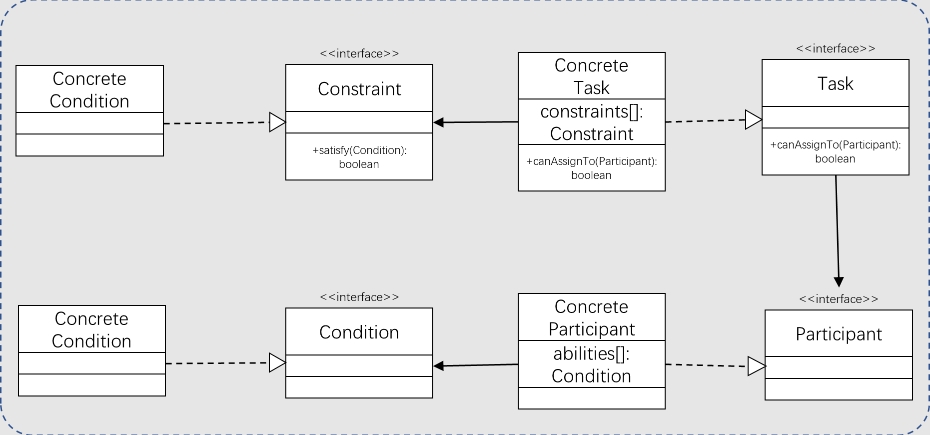 Concrete
Condition
<<interface>>
Constraint
+satisfy(Condition):
boolean
Concrete
Task
constraints[]:
Constraint
+canAssignTo(Participant):
boolean
<<interface>>
Task
+canAssignTo(Participant):
boolean
Concrete
Condition
<<interface>>
Condition
Concrete
Participant
abilities[]:
Condition
<<interface>>
Participant